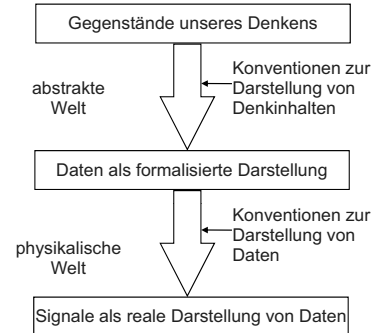 Gegenstände unseres Denkens
abstrakte
Welt
Konventionen zur
Darstellung von
Denkinhalten
Daten als formalisierte Darstellung
physikalische
Welt
Konventionen zur
Darstellung von
Daten
Signale als reale Darstellung von Daten